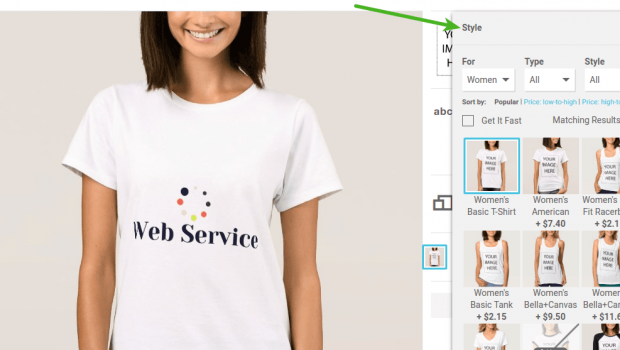 Web Service
YO
IM
H
abo
Style
For
Type
Style
Women
All
All
Sort by: Popular | Price: low-to-high | Price: high-to
Get It Fast
Matching Results
YOUR
IMAGE
HERE
YOUR
IMAGE
HERE
YOUR
IMAGE
HERE
Women's
Basic T-Shirt
Women's
American
+ $7.40
Women's
Fit Racerb
+ $2.1
YOUR
IMAGE
HERE
YOUR
IMAGE
HERE
YOUR
IMAGE
HERE
Women's
Basic Tank
+ $2.15
Women's
Bella+Canvas
+ $9.50
Women's
Bella+Canvas
+ $11.6
YOUR